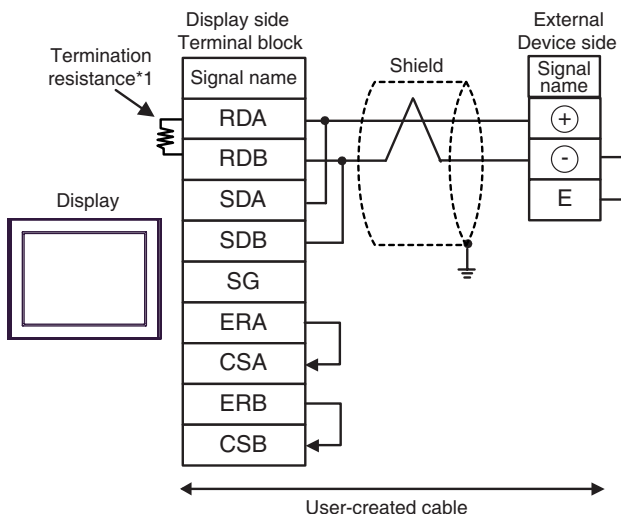 Display side
Terminal block
External
Device side
Termination
resistance*1
Signal name
Shield
Signal
name
RDA
+
RDB
-
SDA
E
Display
SDB
SG
ERA
CSA
ERB
CSB
User-created cable